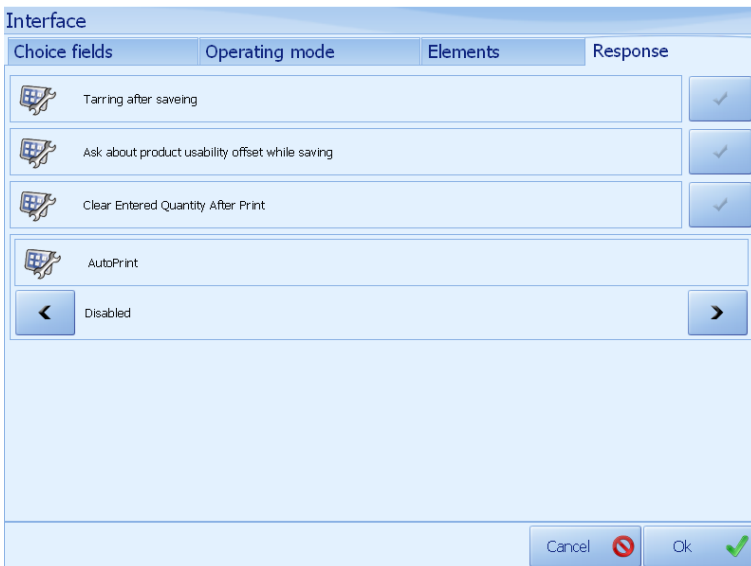 Interface
Choice fields Operating mode Elements Response
Tarring after saveing
Ask about product usability offset while saving
Clear Entered Quantity After Print
AutoPrint
Disabled
Cancel Ok